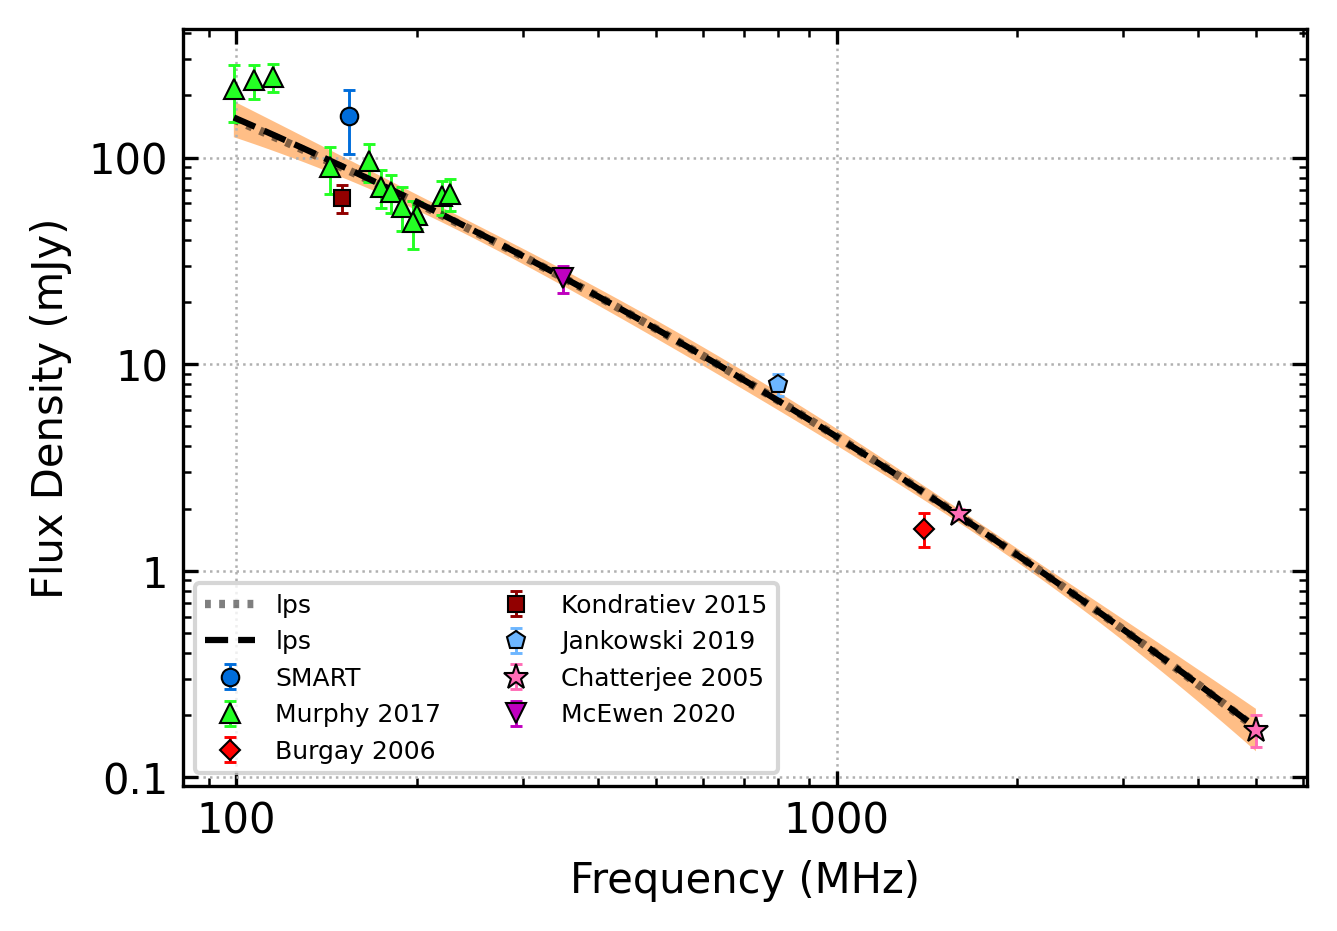 Flux Density (mJy)
100
10
1
0.1
lps
lps
SMART
Murphy 2017
Burgay 2006
Kondratiev 2015
Jankowski 2019
Chatterjee 2005
McEwen 2020
100
1000
Frequency (MHz)